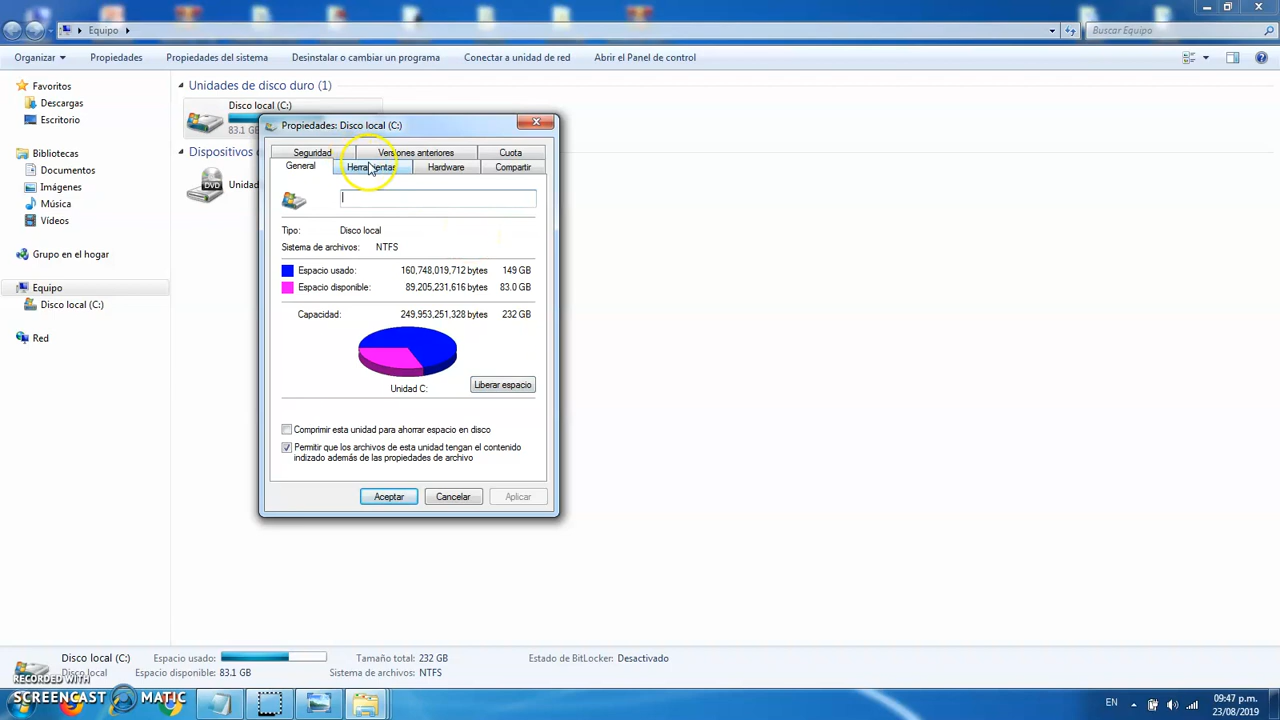 Equipo
Buscar Equipo
Organizar Propiedades Propiedades del sistema Desinstalar o cambiar un programa Conectar a unidad de red Abrir el Panel de control
Favoritos
Descargas
Escritorio
Bibliotecas
Documentos
Imágenes
Música
Vídeos
Grupo en el hogar
Equipo
Disco local (C:)
Red
Unidades de disco duro (1)
Disco local (C:)
83.1 G
Dispositivos
DVD
Unida
Propiedades: Disco local (C:)
Seguridad Versiones anteriores Cuota
General Herramientas Hardware Compartir
Tipo: Disco local
Sistema de archivos: NTFS
Espacio usado: 160,748,019,712 bytes 149 GB
Espacio disponible: 89,205,231,616 bytes 83.0 GB
Capacidad: 249,953,251,328 bytes 232 GB
Unidad C:
Liberar espacio
Comprimir esta unidad para ahorrar espacio en disco
Permitir que los archivos de esta unidad tengan el contenido
indizado además de las propiedades de archivo
Aceptar Cancelar Aplicar
Disco local (C:) Espacio usado: Tamaño total: 232 GB Estado de BitLocker: Desactivado
Disco local Espacio disponible: 83.1 GB Sistema de archivos: NTFS
RECORDED WITH
SCREENCAST MATIC
EN
09:47 p.m.
23/08/2019